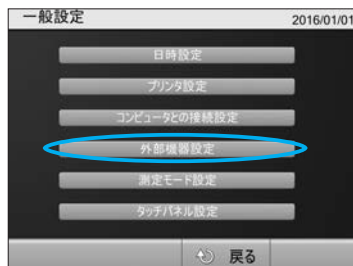 一般設定
2016/01/01
日時設定
プリンタ設定
コンピュータとの接続設定
外部機器設定
測定モード設定
タッチパネル設定
戻る